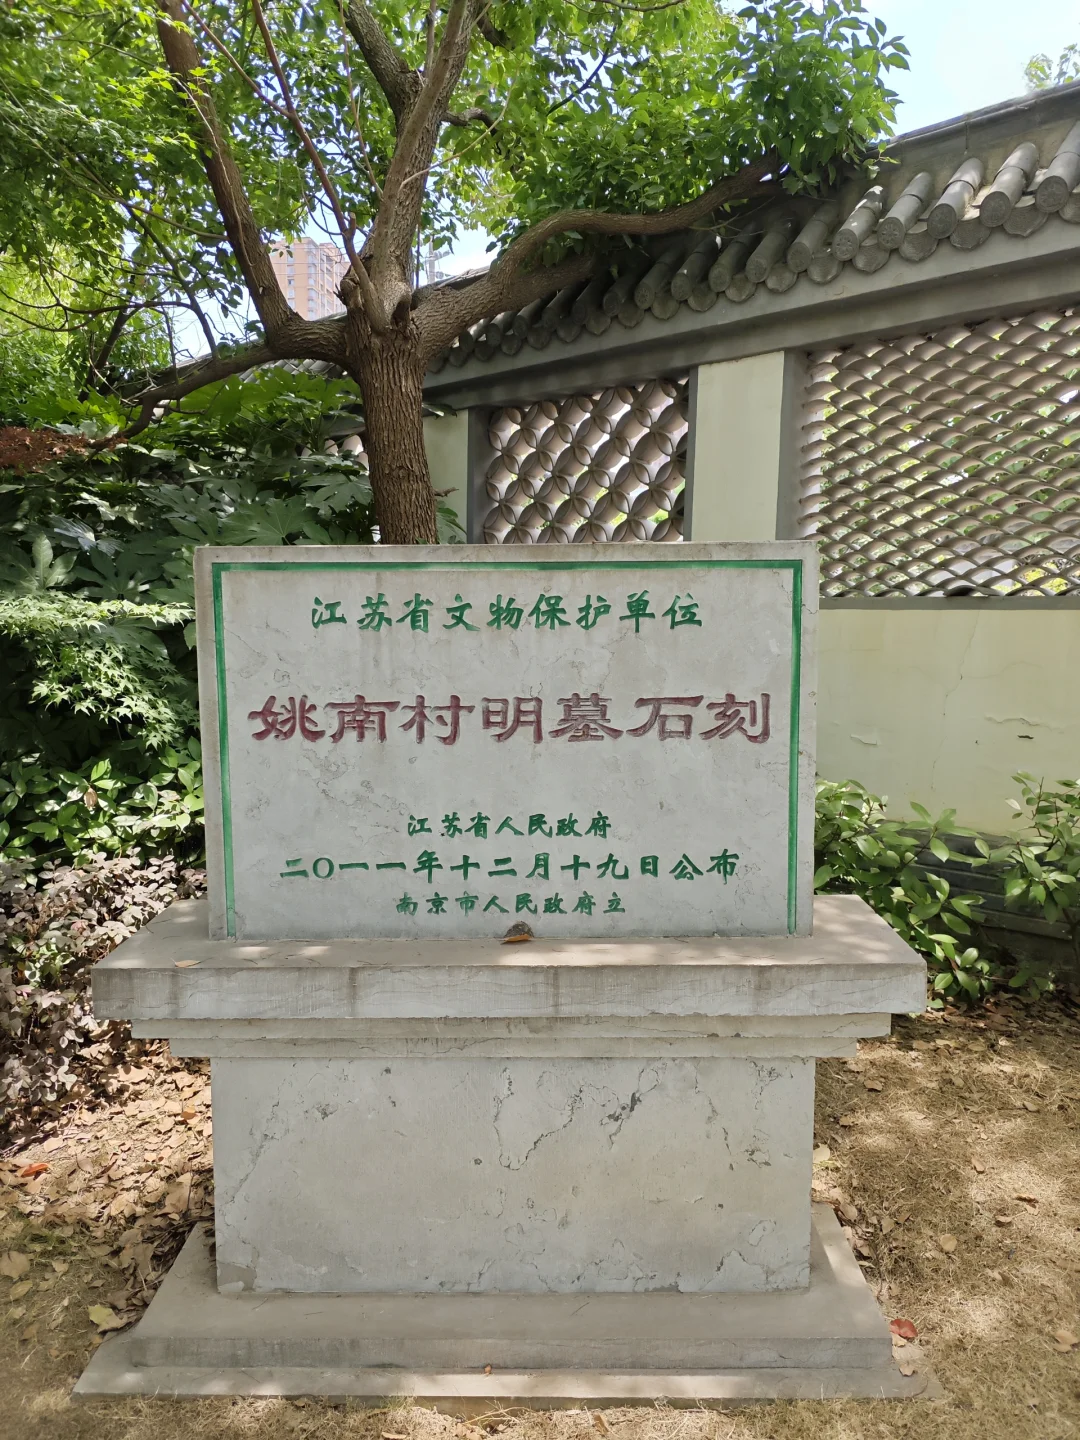 江苏省文物保护单位
姚南村明墓石刻
江苏省人民政府
二〇一一年十二月十九日公布
南京市人民政府立